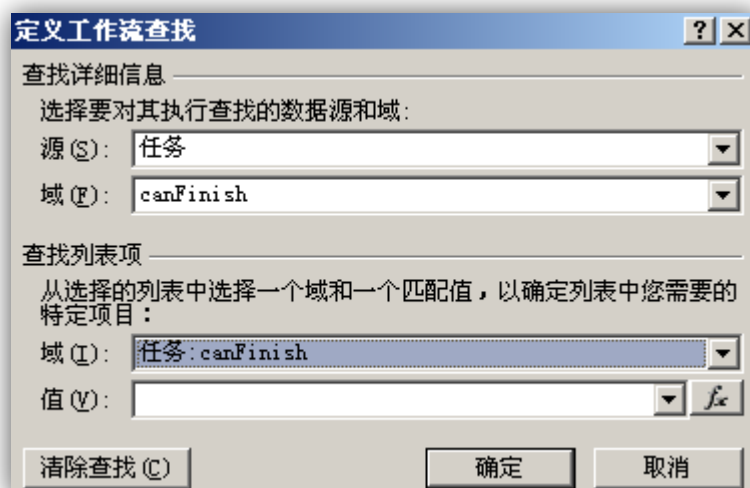 定义工作流查找
查找详细信息
选择要对其执行查找的数据源和域:
源(S): 任务
域(F): canFinish
查找列表项
从选择的列表中选择一个域和一个匹配值，以确定列表中您需要的
特定项目：
域(I): 任务:canFinish
值(V): fx
清除查找(C) 确定 取消